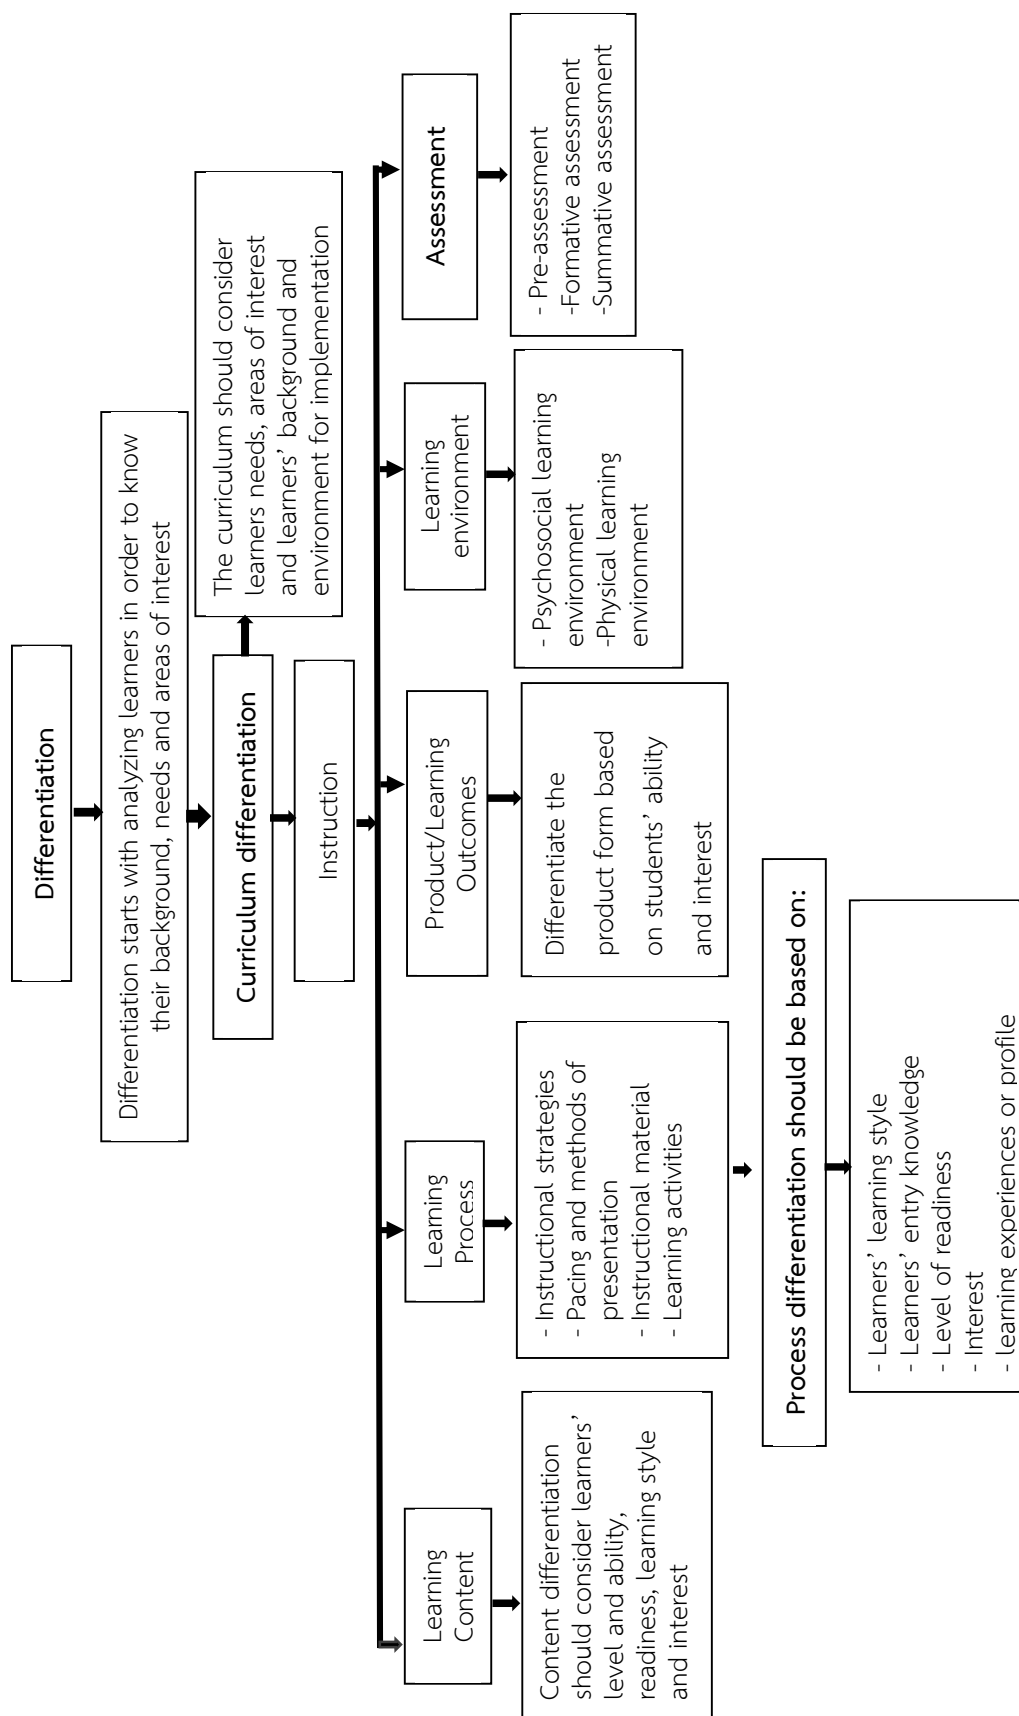 Differentiation
Differentiation starts with analyzing learners in order to know
their background, needs and areas of interest
Curriculum differentiation
The curriculum should consider
learners needs, areas of interest
and learners’ background and
environment for implementation
Instruction
Learning
Content
Learning
Process
Product/Learning
Outcomes
Learning
environment
Assessment
Content differentiation
should consider learners’
level and ability,
readiness, learning style
and interest
- Instructional strategies
- Pacing and methods of
presentation
- Instructional material
- Learning activities
Differentiate the
product form based
on students’ ability
and interest
- Psychosocial learning
environment
-Physical learning
environment
- Pre-assessment
-Formative assessment
-Summative assessment
Process differentiation should be based on:
- Learners’ learning style
- Learners’ entry knowledge
- Level of readiness
- Interest
- learning experiences or profile